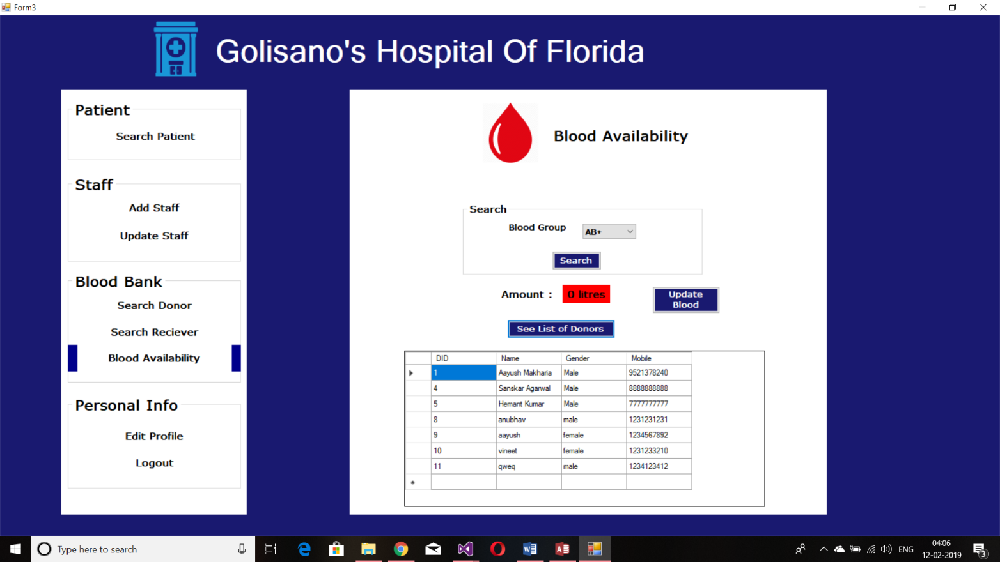 Form3
Golisano's Hospital Of Florida
Patient
Search Patient
Staff
Add Staff
Update Staff
Blood Bank
Search Donor
Search Reciever
Blood Availability
Personal Info
Edit Profile
Logout
Blood Availability
Search
Blood Group AB+
Search
Amount : 0 litres
Update
Blood
See List of Donors
DID Name Gender Mobile
1 Aayush Makharia Male 9521378240
4 Sanskar Agarwal Male 8888888888
5 Hemant Kumar Male 7777777777
8 anubhav male 1231231231
9 aayush female 1234567892
10 vineet female 1231233210
11 qweq male 1234123412
Type here to search
ENG
04:06
12-02-2019
3